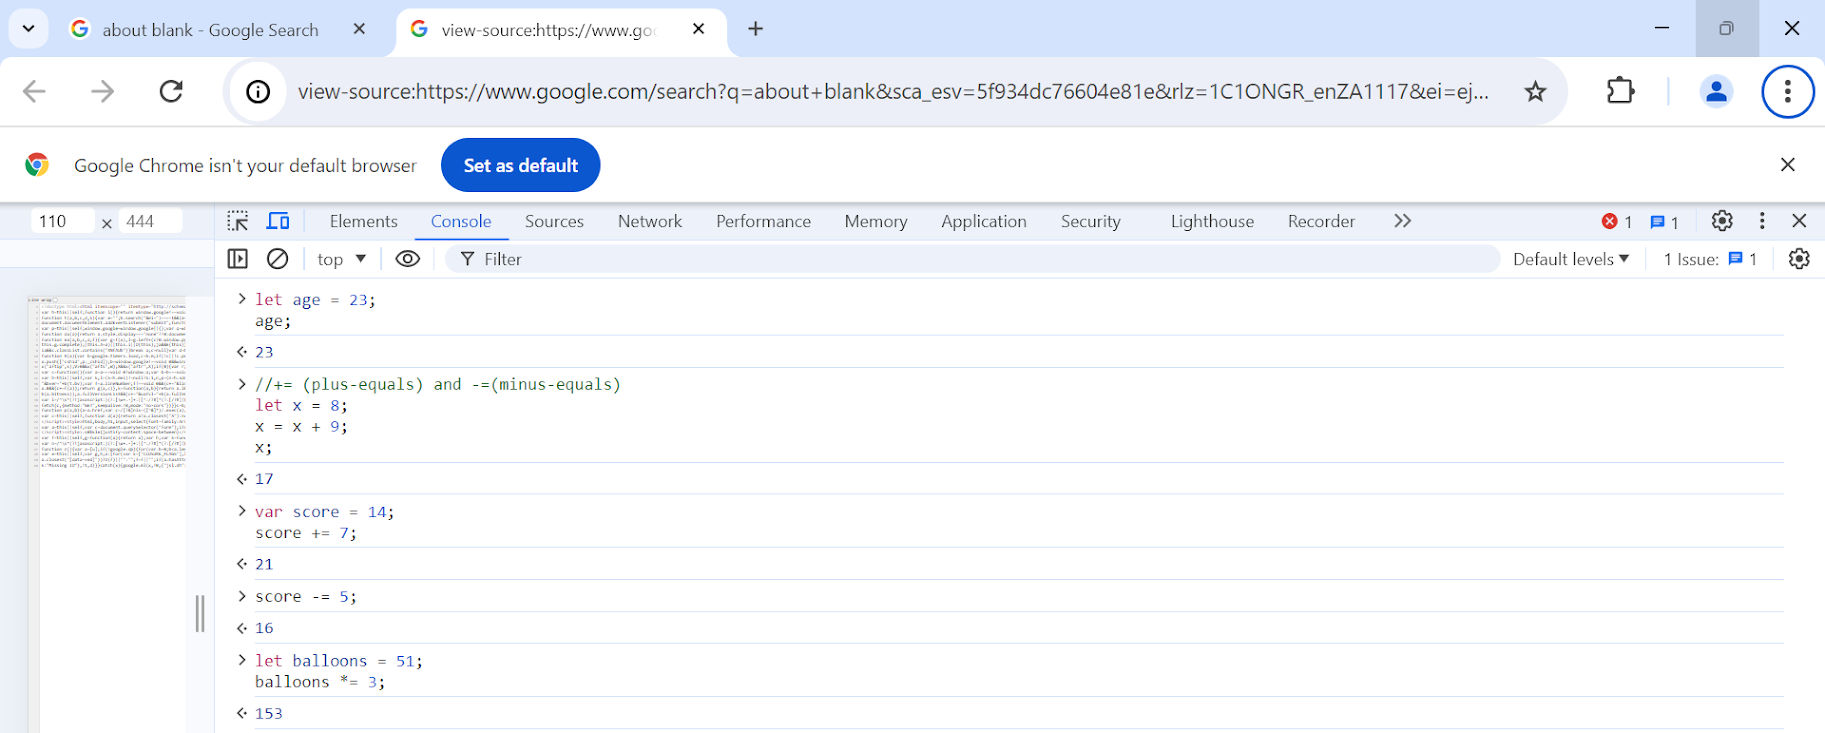 about blank - Google Search
view-source:https://www.goo
view-source:https://www.google.com/search?q=about+blank&sca_esv=5f934dc76604e81e&rlz=1C1ONGR_enZA1117&ei=ej...
Google Chrome isn't your default browser Set as default
110 × 444 Elements Console Sources Network Performance Memory Application Security Lighthouse Recorder 1 1
top Filter Default levels 1 Issue: 1
let age = 23;
age;
23
//+= (plus-equals) and -=(minus-equals)
let x = 8;
x = x + 9;
x;
17
var score = 14;
score += 7;
21
score -= 5;
16
let balloons = 51;
balloons *= 3;
153